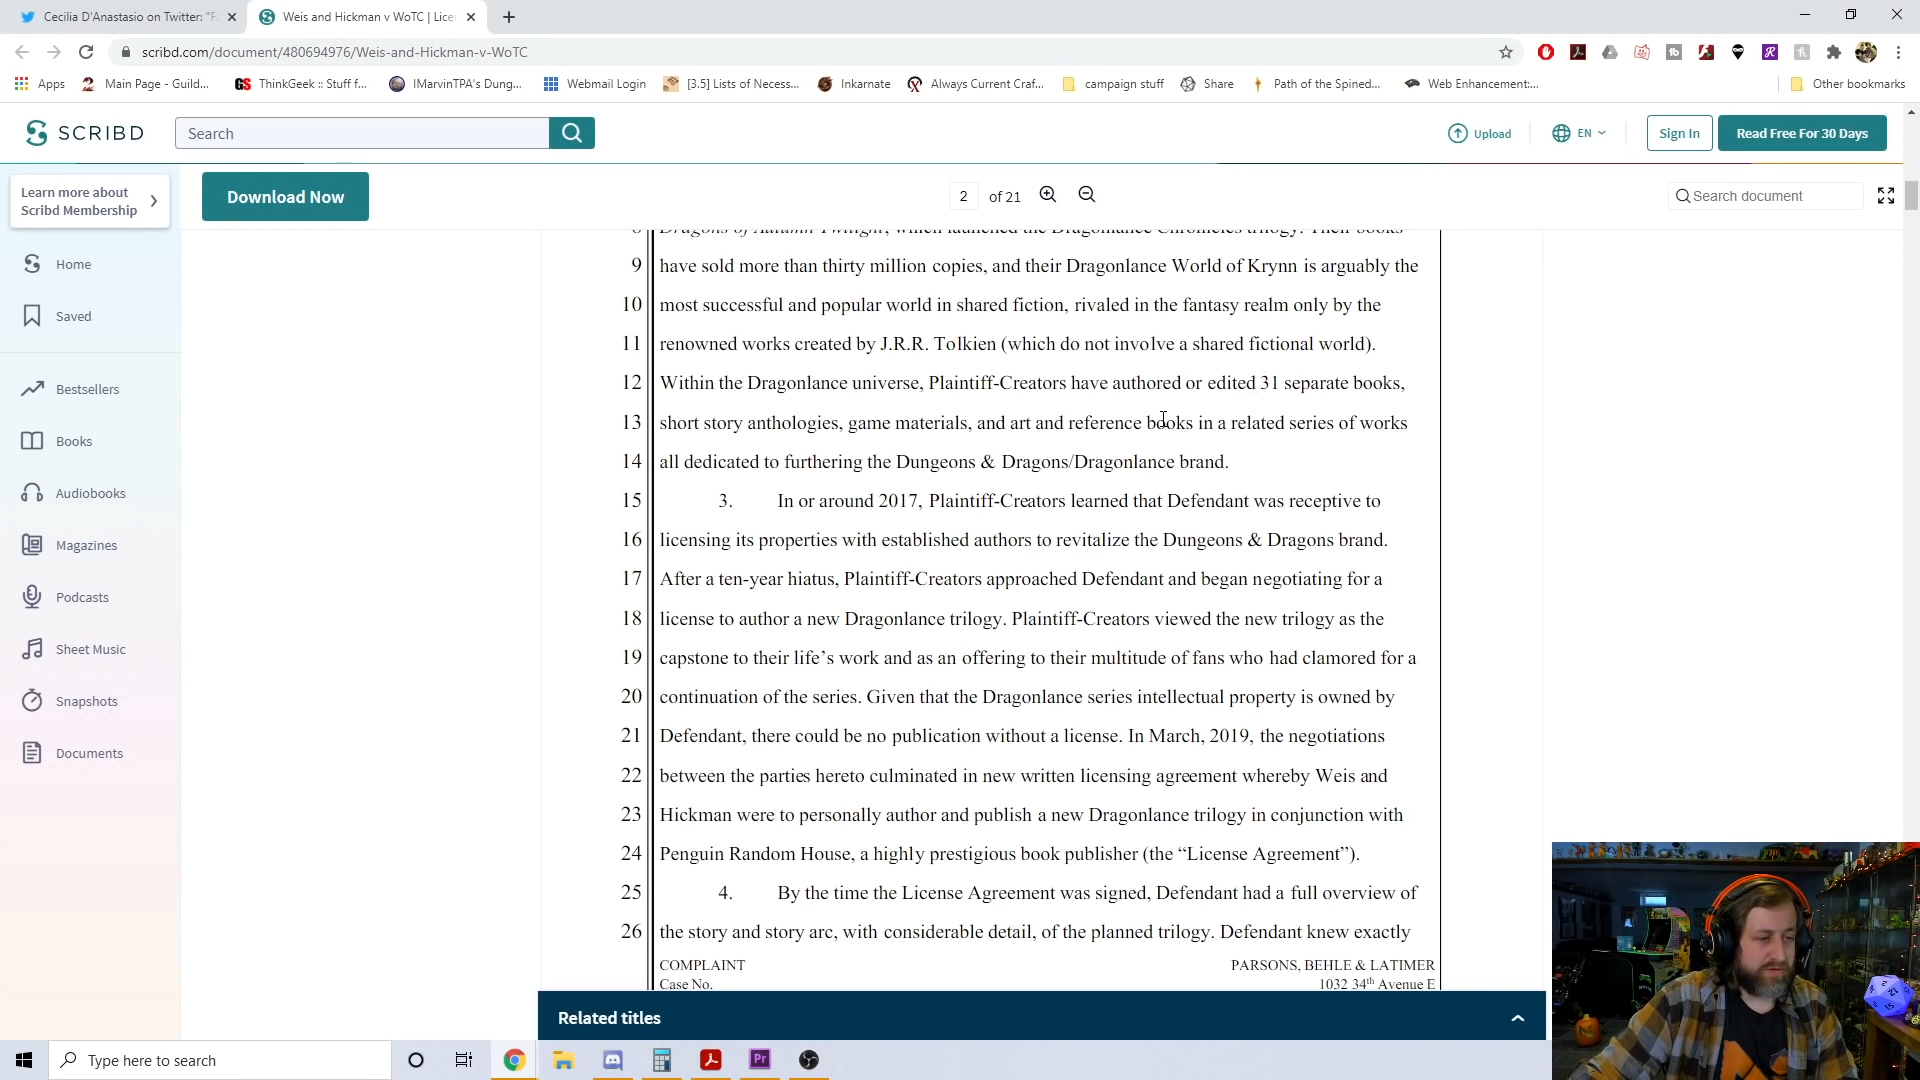 Cecilia D'Anastasio on Twitter: "Fa
Weis and Hickman v WoTC | Licen
scribd.com/document/480694976/Weis-and-Hickman-v-WoTC
Apps
Main Page - Guild...
ThinkGeek :: Stuff f...
IMarvinTPA's Dung...
Webmail Login
[3.5] Lists of Necess...
Inkarnate
Always Current Craf...
campaign stuff
Share
Path of the Spined...
Web Enhancement:...
Other bookmarks
SCRIBD
Search
Upload
EN
Sign In
Read Free For 30 Days
Learn more about
Scribd Membership
Download Now
2 of 21
Search document
Home
Saved
Bestsellers
Books
Audiobooks
Magazines
Podcasts
Sheet Music
Snapshots
Documents
8 Dragons of Autumn Twilight, which launched the Dragonlance Chronicles trilogy. Their books
9 have sold more than thirty million copies, and their Dragonlance World of Krynn is arguably the
10 most successful and popular world in shared fiction, rivaled in the fantasy realm only by the
11 renowned works created by J.R.R. Tolkien (which do not involve a shared fictional world).
12 Within the Dragonlance universe, Plaintiff-Creators have authored or edited 31 separate books,
13 short story anthologies, game materials, and art and reference books in a related series of works
14 all dedicated to furthering the Dungeons & Dragons/Dragonlance brand.
15 3. In or around 2017, Plaintiff-Creators learned that Defendant was receptive to
16 licensing its properties with established authors to revitalize the Dungeons & Dragons brand.
17 After a ten-year hiatus, Plaintiff-Creators approached Defendant and began negotiating for a
18 license to author a new Dragonlance trilogy. Plaintiff-Creators viewed the new trilogy as the
19 capstone to their life's work and as an offering to their multitude of fans who had clamored for a
20 continuation of the series. Given that the Dragonlance series intellectual property is owned by
21 Defendant, there could be no publication without a license. In March, 2019, the negotiations
22 between the parties hereto culminated in new written licensing agreement whereby Weis and
23 Hickman were to personally author and publish a new Dragonlance trilogy in conjunction with
24 Penguin Random House, a highly prestigious book publisher (the “License Agreement”).
25 4. By the time the License Agreement was signed, Defendant had a full overview of
26 the story and story arc, with considerable detail, of the planned trilogy. Defendant knew exactly
COMPLAINT
Case No.
PARSONS, BEHLE & LATIMER
1032 34th Avenue E
Related titles
Type here to search